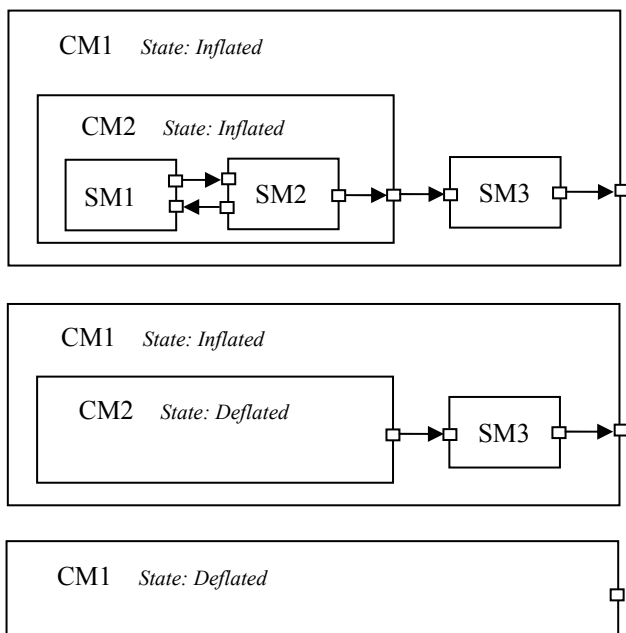 CM1 State: Inflated
CM2 State: Inflated
SM1 SM2 SM3
CM1 State: Inflated
CM2 State: Deflated
SM3
CM1 State: Deflated